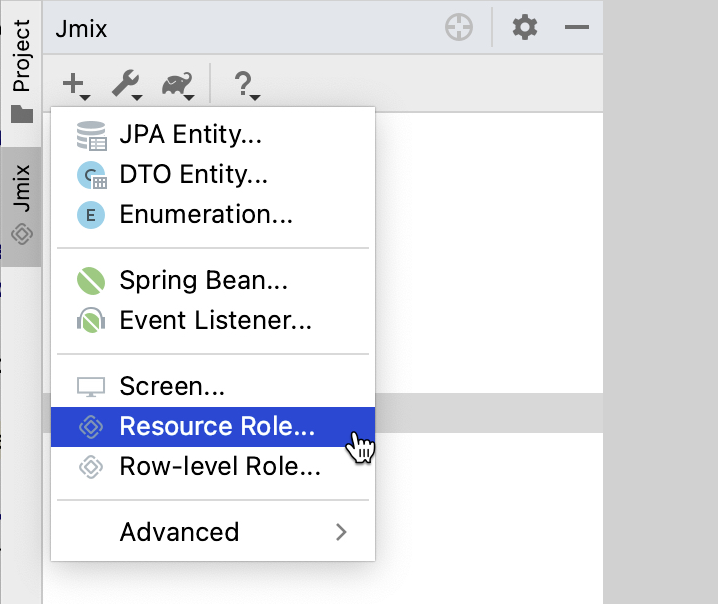 Project
Jmix
Jmix
?
JPA Entity...
C
DTO Entity...
E
Enumeration...
Spring Bean...
Event Listener...
Screen...
Resource Role...
Row-level Role...
Advanced